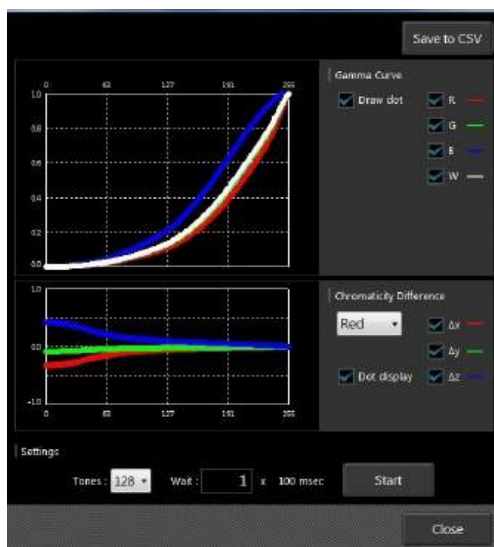 Save to CSV
Gamma Curve
0 63 127 191 255
Draw dot R
G
B
W
1.0
0.8
0.6
0.4
0.2
0.0
Chromaticity Difference
1.0
Red Δx
Δy
0.0
Dot display Δz
-1.0
0 63 127 191 255
Settings
Tones : 128 Wait : 1 x 100 msec Start
Close